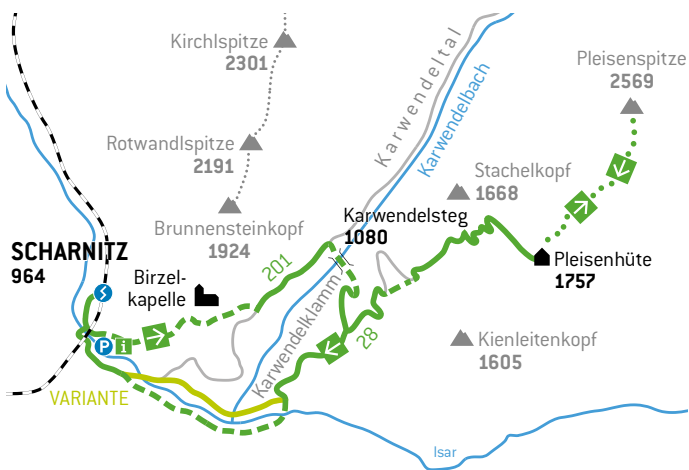 Kirchlspitze
2301
Pleisenspitze
2569
Karwendeltal
Karwendelbach
Rotwandlspitze
2191
Stachelkopf
1668
Brunnensteinkopf
1924
Karwendelsteg
1080
SCHARNITZ
964
Birzel-
kapelle
201
Pleisenhüte
1757
P
i
Karwendelklamm
28
Kienleitenkopf
1605
VARIANTE
Isar